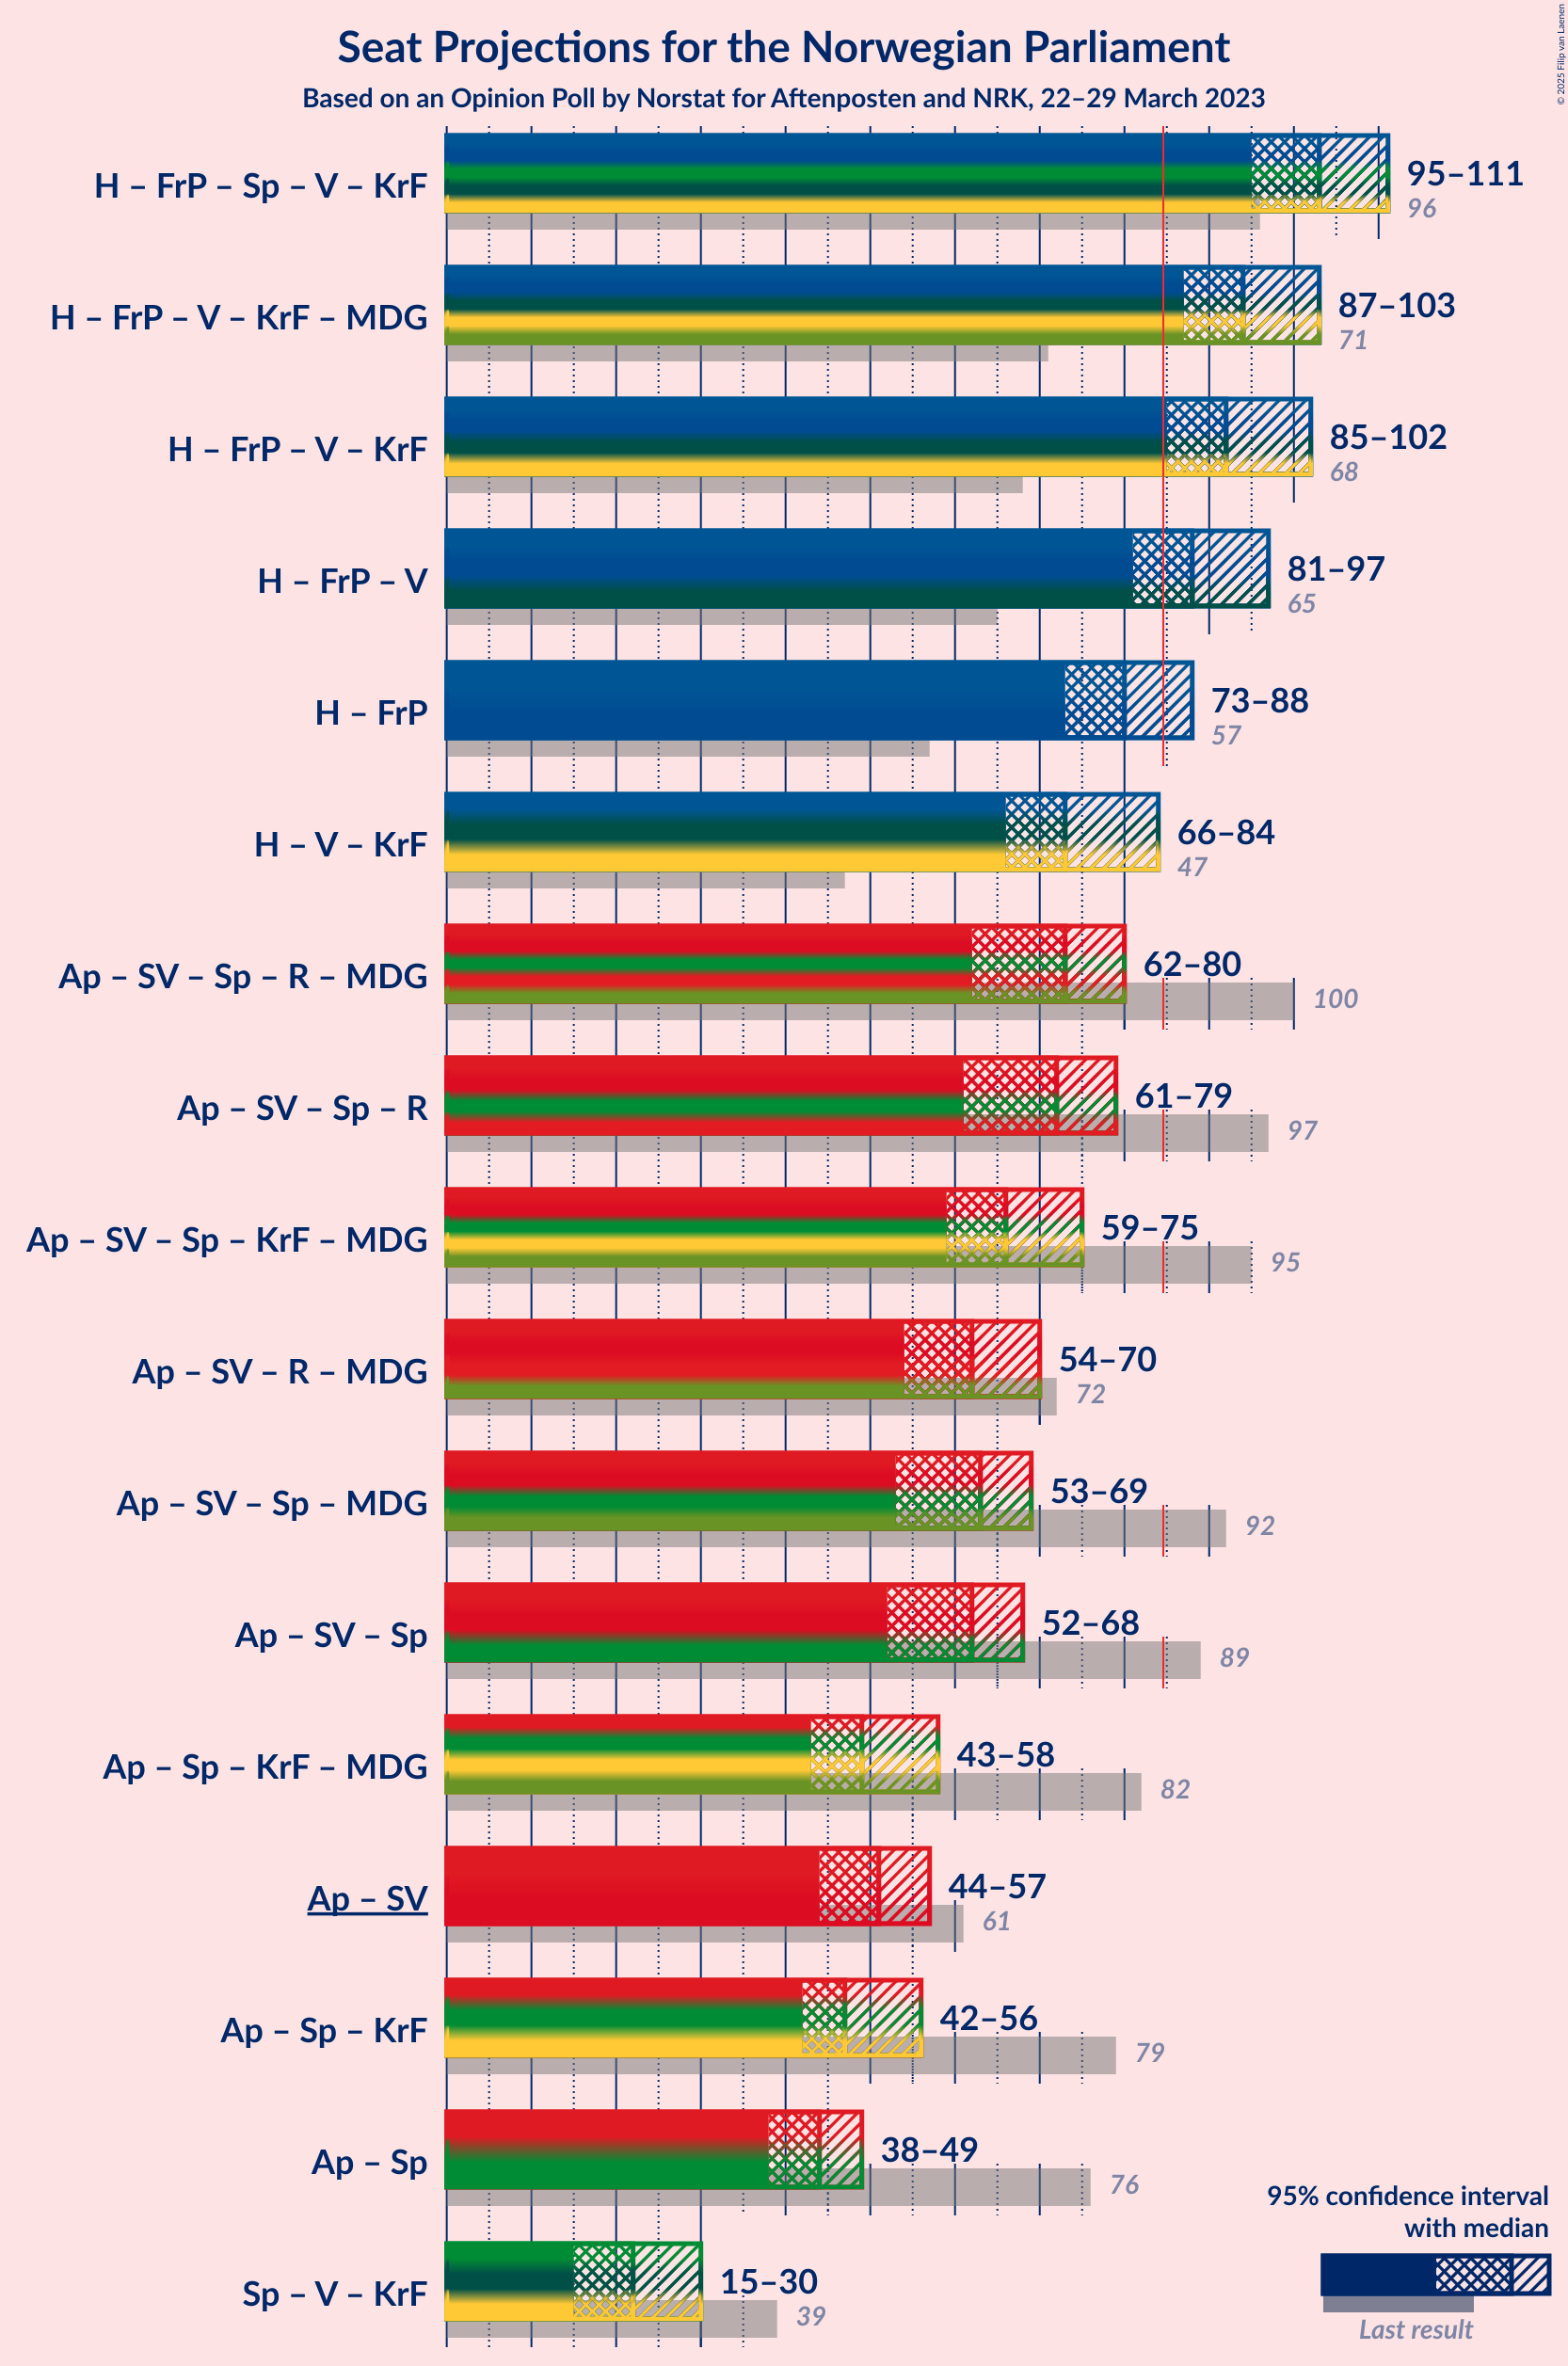 Seat Projections for the Norwegian Parliament
Based on an Opinion Poll by Norstat for Aftenposten and NRK, 22–29 March 2023
© 2025 Filip van Laenen
H – FrP – Sp – V – KrF
95–111
96
H – FrP – V – KrF – MDG
87–103
71
H – FrP – V – KrF
85–102
68
H – FrP – V
81–97
65
H – FrP
73–88
57
H – V – KrF
66–84
47
Ap – SV – Sp – R – MDG
62–80
100
Ap – SV – Sp – R
61–79
97
Ap – SV – Sp – KrF – MDG
59–75
95
Ap – SV – R – MDG
54–70
72
Ap – SV – Sp – MDG
53–69
92
Ap – SV – Sp
52–68
89
Ap – Sp – KrF – MDG
43–58
82
Ap – SV
44–57
61
Ap – Sp – KrF
42–56
79
Ap – Sp
38–49
76
Sp – V – KrF
15–30
39
95% confidence interval
with median
Last result